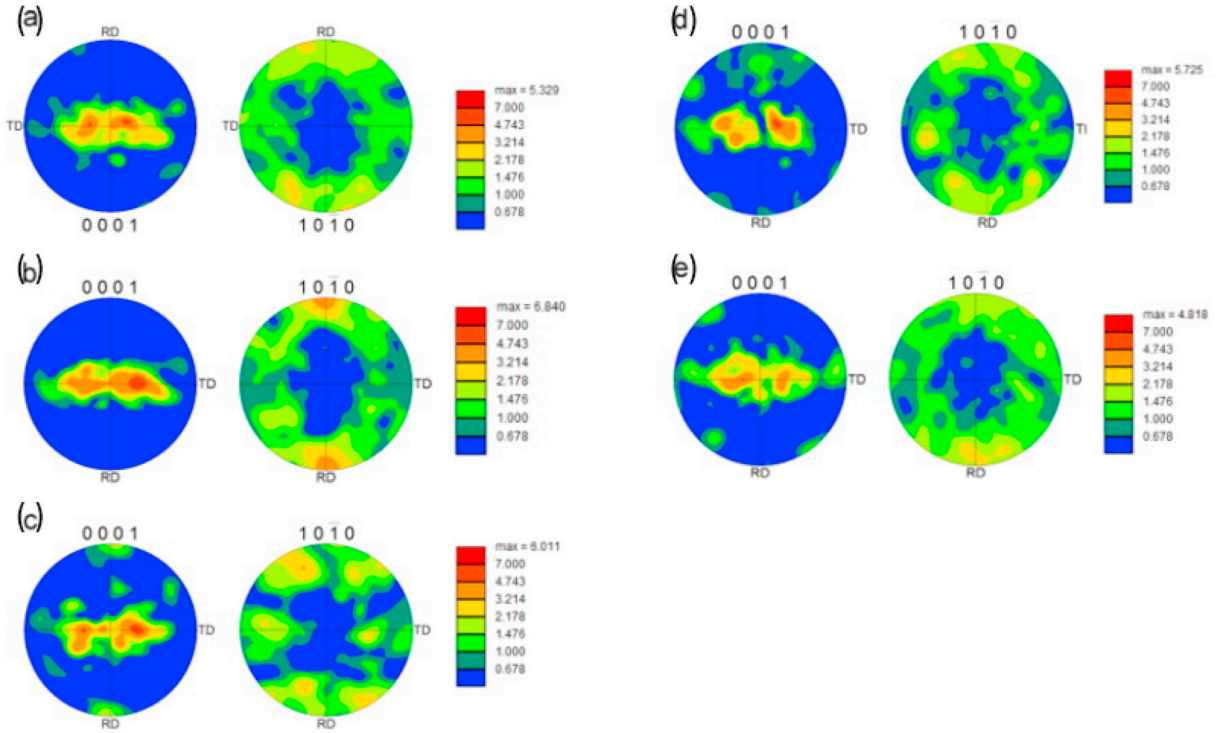 (a)
RD
RD
TD
TD
0 0 0 1
1 0 1̄ 0
max = 5.329
7.000
4.743
3.214
2.178
1.476
1.000
0.678
(b)
0 0 0 1
1 0 1̄ 0
TD
TD
RD
RD
max = 6.840
7.000
4.743
3.214
2.178
1.476
1.000
0.678
(c)
0 0 0 1
1 0 1̄ 0
TD
TD
RD
RD
max = 6.011
7.000
4.743
3.214
2.178
1.476
1.000
0.678
(d)
0 0 0 1
1 0 1̄ 0
TD
RD
RD
max = 5.725
7.000
4.743
3.214
2.178
1.476
1.000
0.678
(e)
0 0 0 1
1 0 1̄ 0
TD
TD
RD
RD
max = 4.818
7.000
4.743
3.214
2.178
1.476
1.000
0.678